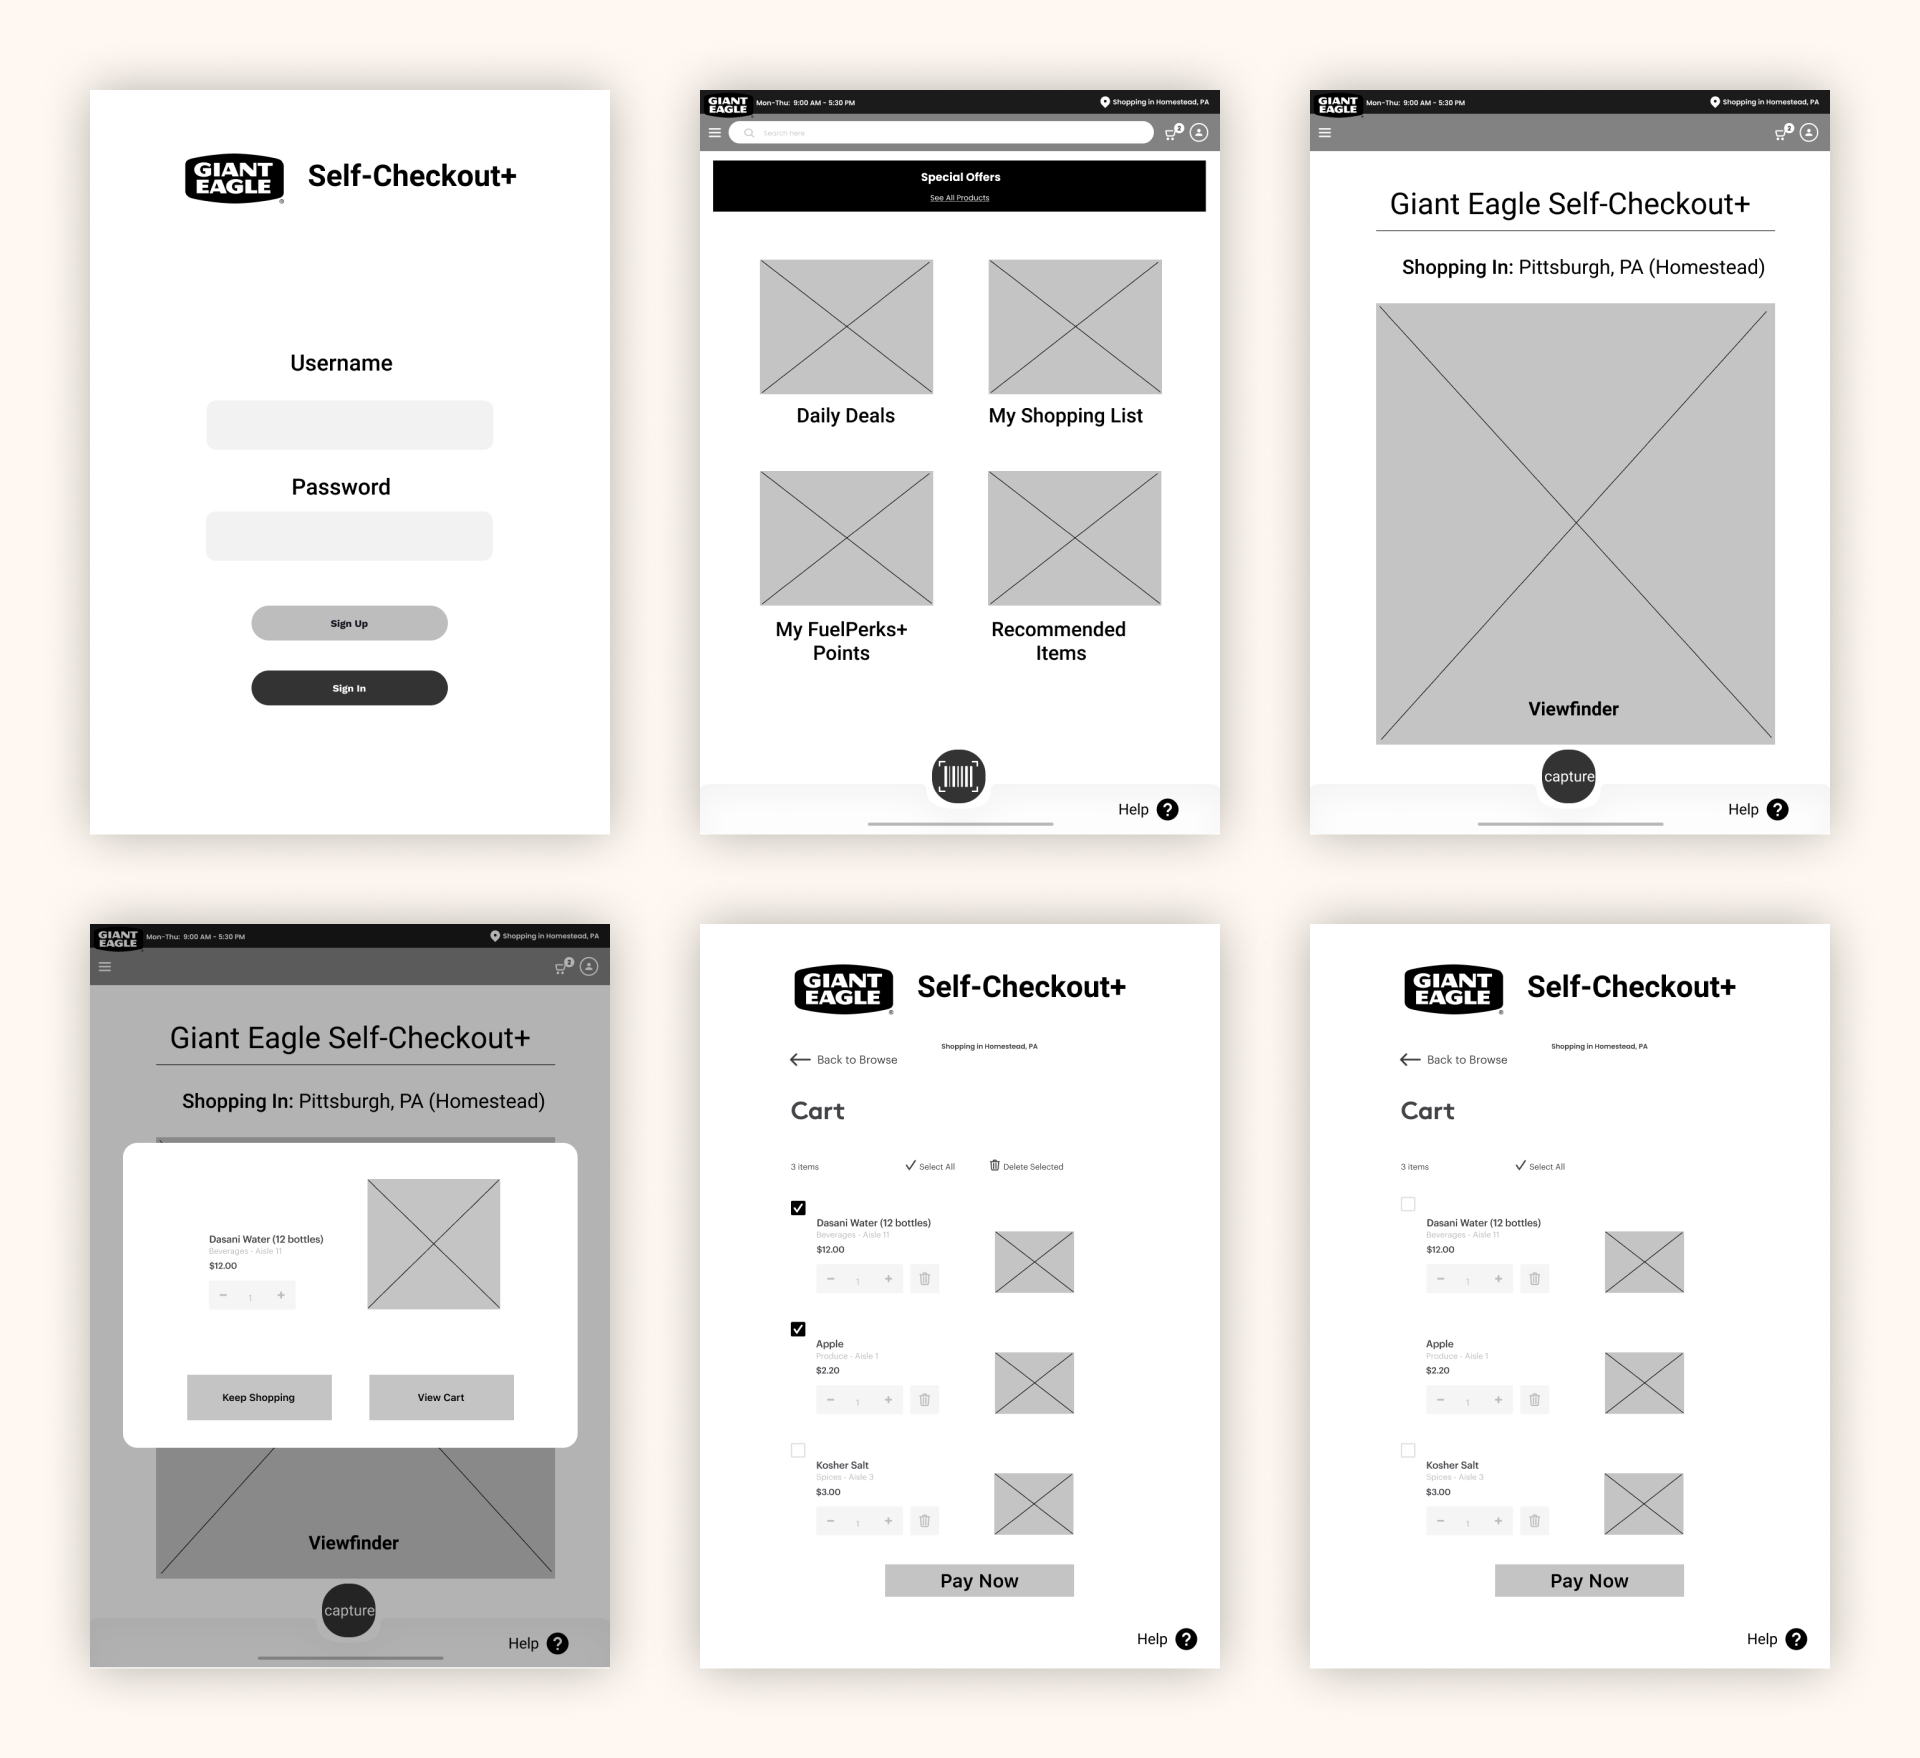 GIANT
EAGLE
®
Self-Checkout+
Username
Password
Sign Up
Sign In
GIANT
EAGLE
Mon-Thu: 9:00 AM - 5:30 PM
Shopping in Homestead, PA
Search here
2
Special Offers
See All Products
Daily Deals
My Shopping List
My FuelPerks+
Points
Recommended
Items
Help ?
GIANT
EAGLE
Mon-Thu: 9:00 AM - 5:30 PM
Shopping in Homestead, PA
2
Giant Eagle Self-Checkout+
Shopping In: Pittsburgh, PA (Homestead)
Viewfinder
capture
Help ?
GIANT
EAGLE
Mon-Thu: 9:00 AM - 5:30 PM
Shopping in Homestead, PA
2
Giant Eagle Self-Checkout+
Shopping In: Pittsburgh, PA (Homestead)
Dasani Water (12 bottles)
Beverages - Aisle 11
$12.00
- 1 +
Keep Shopping
View Cart
Viewfinder
capture
Help ?
GIANT
EAGLE
®
Self-Checkout+
Shopping in Homestead, PA
Back to Browse
Cart
3 items
Select All
Delete Selected
Dasani Water (12 bottles)
Beverages - Aisle 11
$12.00
- 1 +
Apple
Produce - Aisle 1
$2.20
- 1 +
Kosher Salt
Spices - Aisle 3
$3.00
- 1 +
Pay Now
Help ?
GIANT
EAGLE
®
Self-Checkout+
Shopping in Homestead, PA
Back to Browse
Cart
3 items
Select All
Dasani Water (12 bottles)
Beverages - Aisle 11
$12.00
- 1 +
Apple
Produce - Aisle 1
$2.20
- 1 +
Kosher Salt
Spices - Aisle 3
$3.00
- 1 +
Pay Now
Help ?